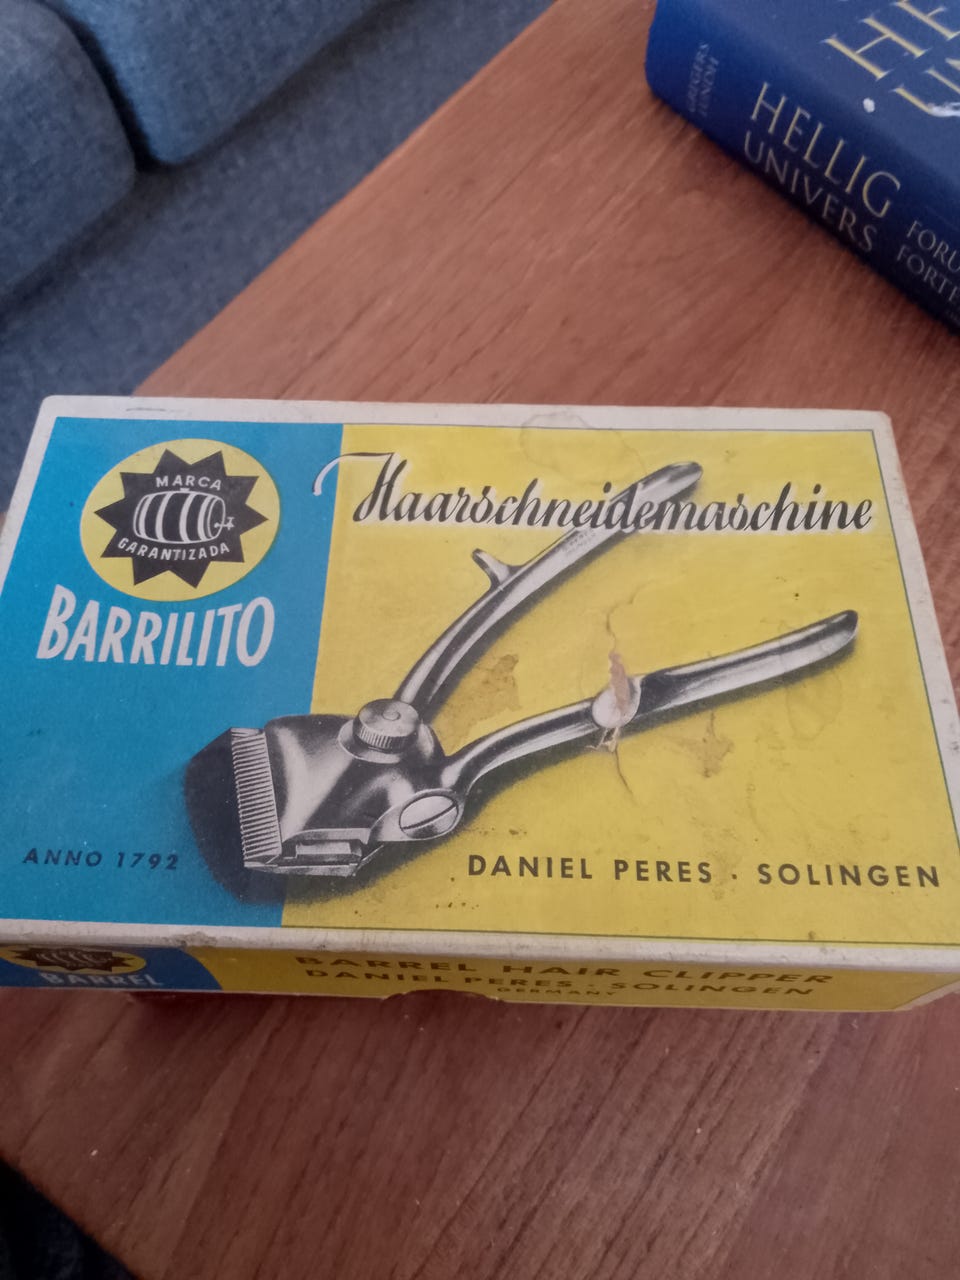 HELLIG
UNIVERS
FORTE
MARCA
GARANTIZADA
BARRILITO
Haarschneidemaschine
ANNO 1792
DANIEL PERES . SOLINGEN
BARREL
BARREL HAIR CLIPPER
DANIEL PERES · SOLINGEN
GERMANY